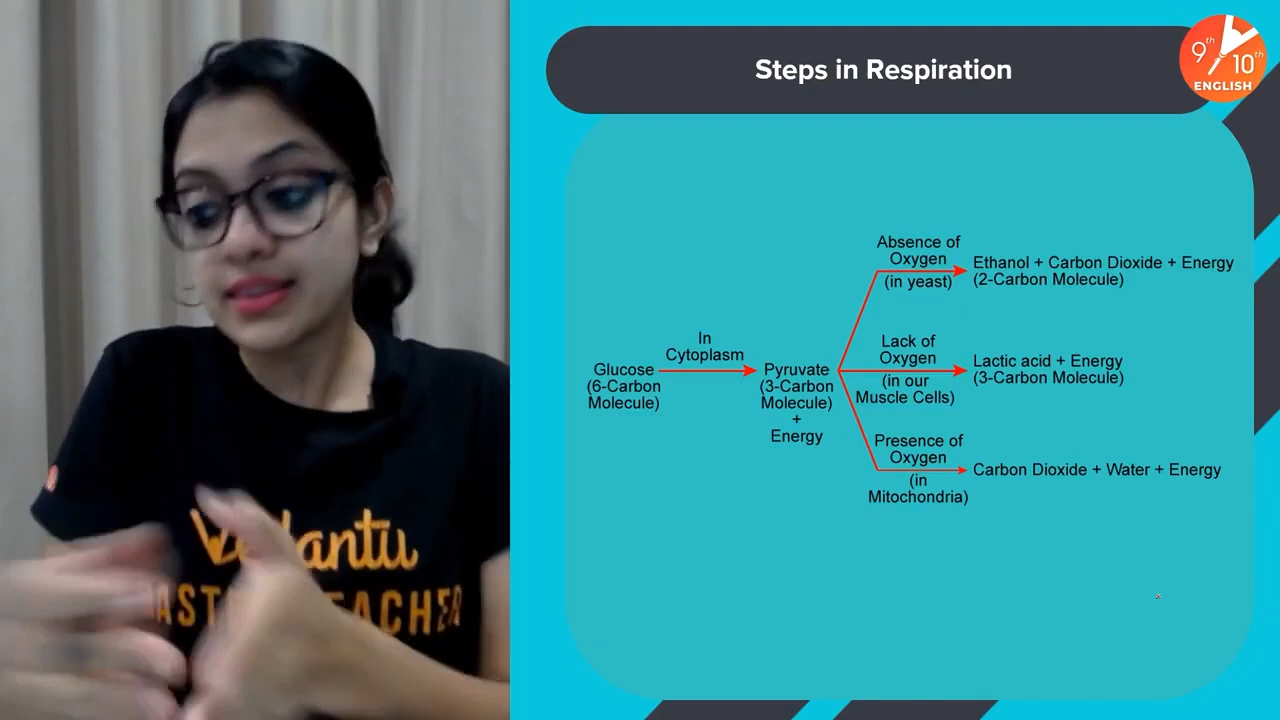 Steps in Respiration
9th
10th
ENGLISH
Absence of
Oxygen
(in yeast)
Ethanol + Carbon Dioxide + Energy
(2-Carbon Molecule)
In
Cytoplasm
Glucose
(6-Carbon
Molecule)
Pyruvate
(3-Carbon
Molecule)
+
Energy
Lack of
Oxygen
(in our
Muscle Cells)
Lactic acid + Energy
(3-Carbon Molecule)
Presence of
Oxygen
(in
Mitochondria)
Carbon Dioxide + Water + Energy